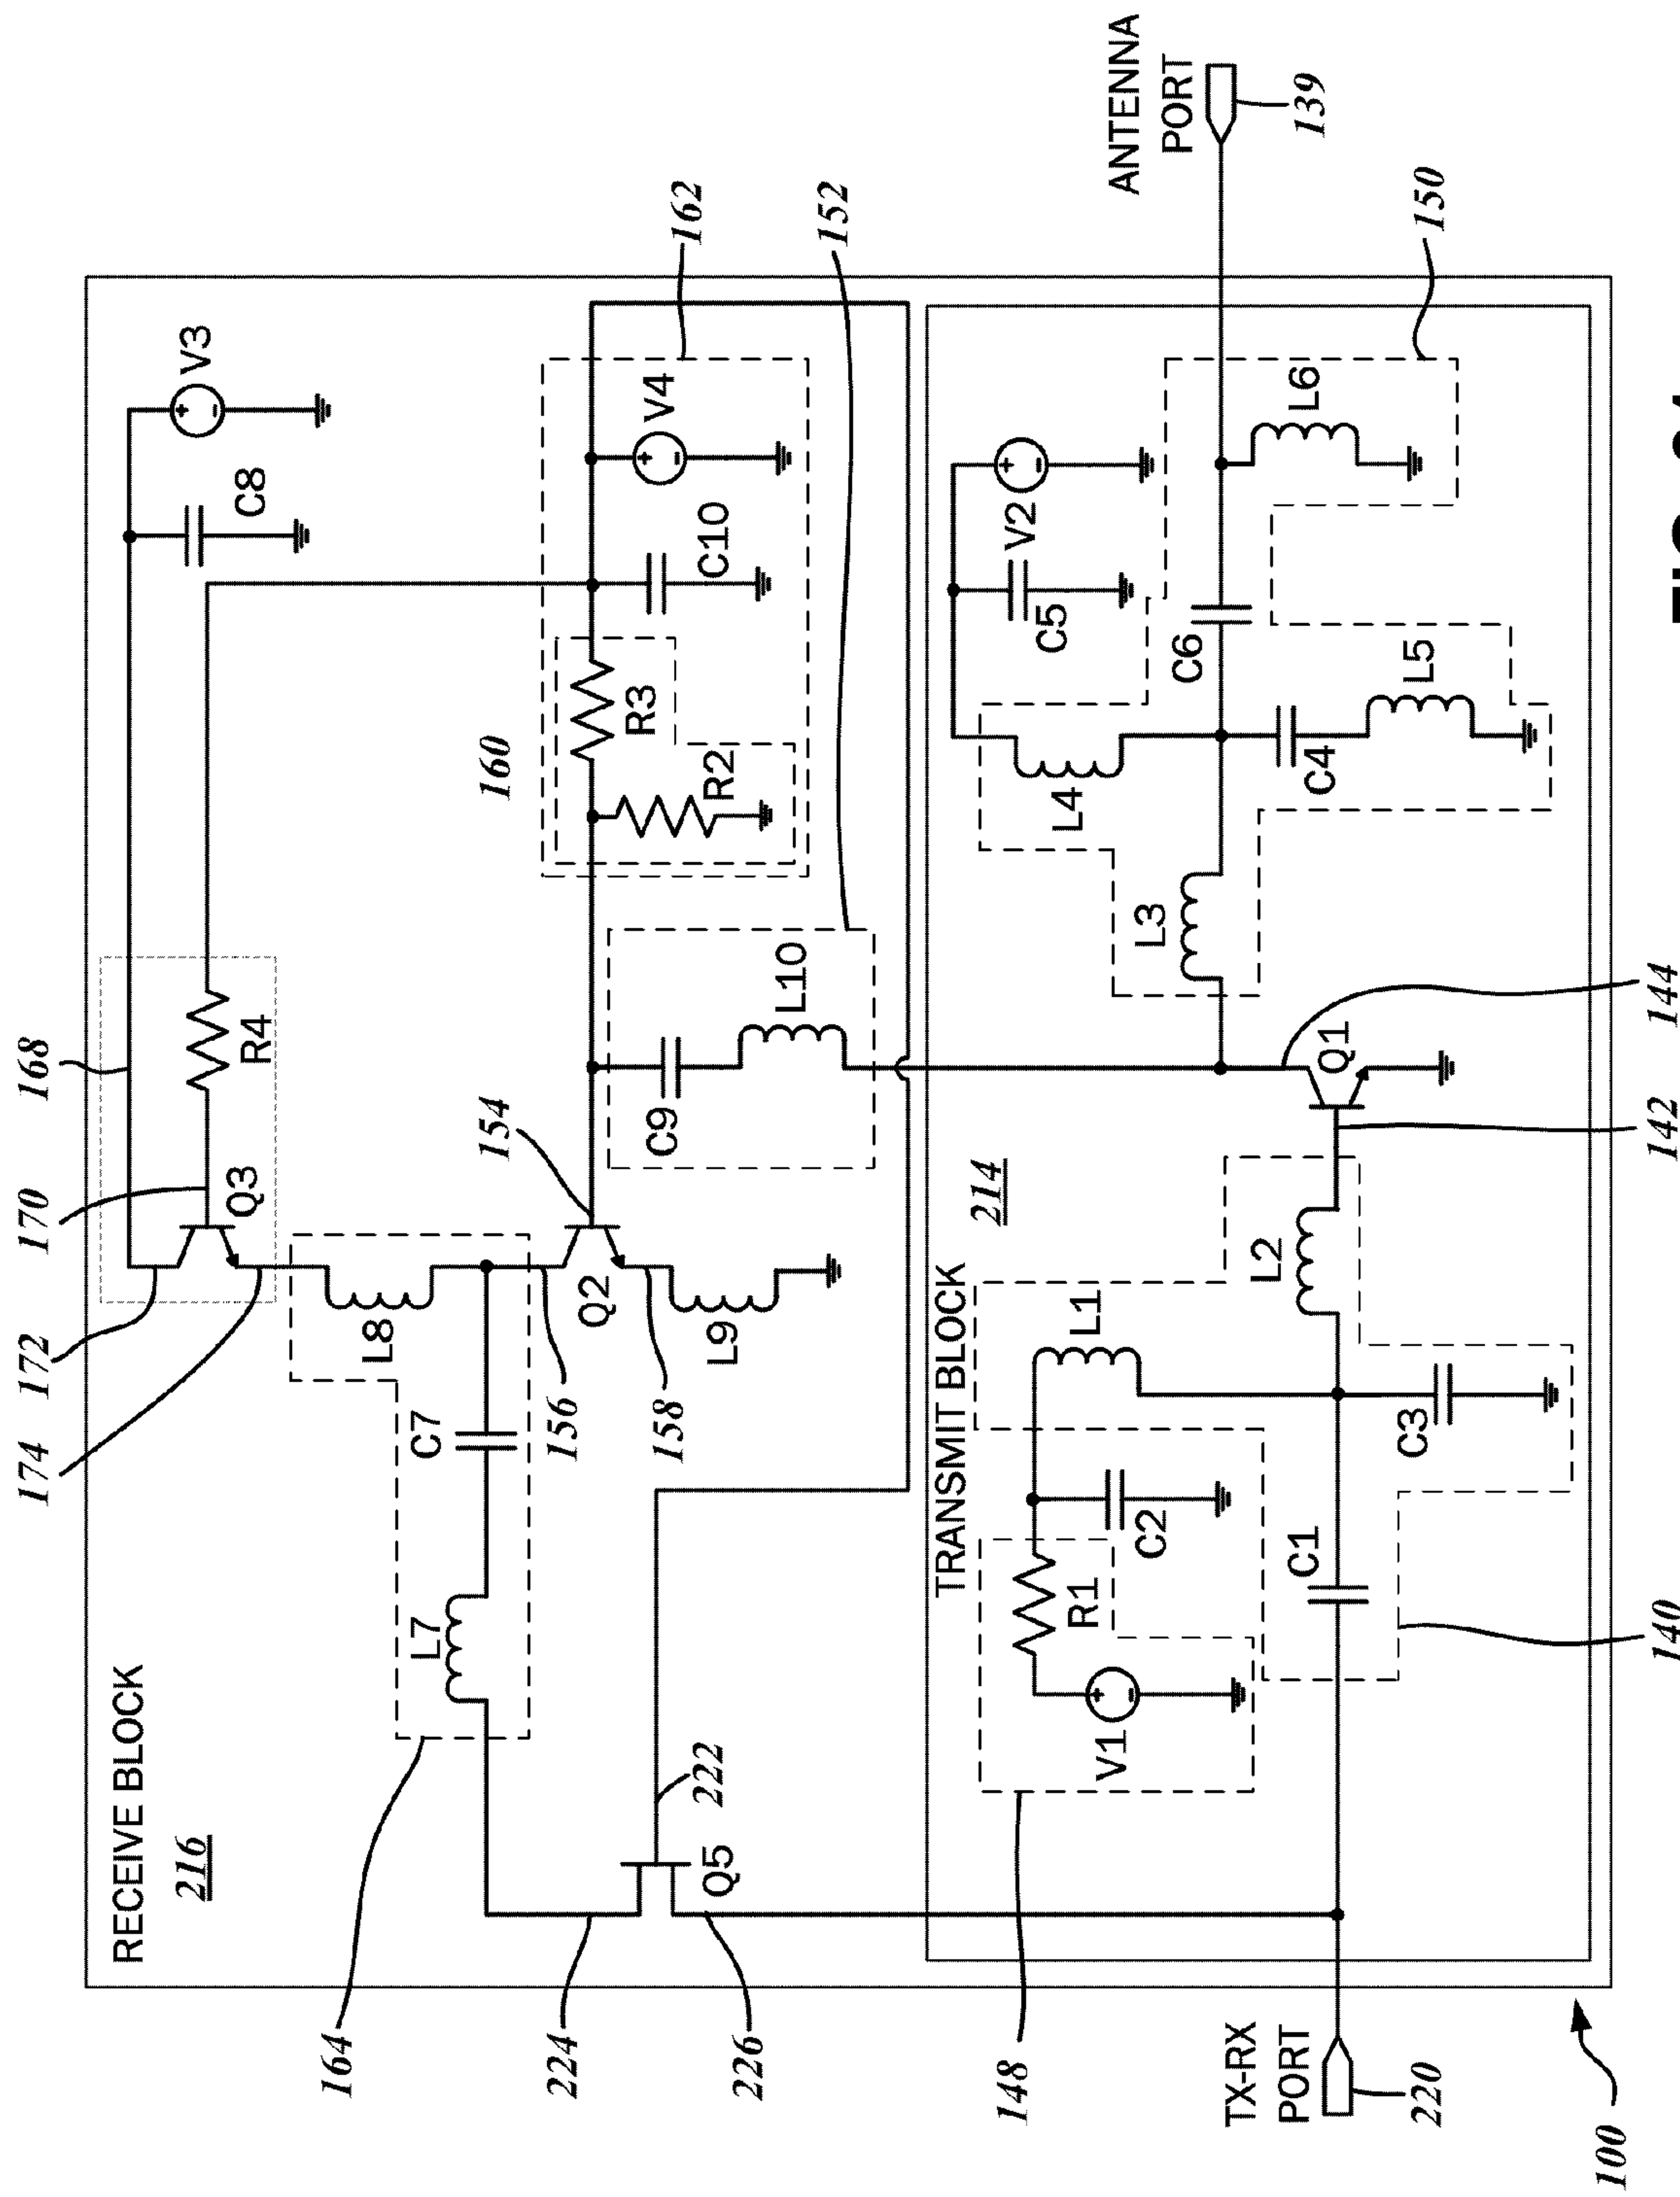 RECEIVE BLOCK
216
168
170
172
174
R4
Q3
V3
C8
L8
C7
L7
164
156
154
158
Q2
L9
160
R3
R2
C10
V4
162
152
C9
L10
224
222
226
Q5
TRANSMIT BLOCK
214
148
V1
R1
C2
L1
C1
C3
L2
140
142
144
Q1
L3
L4
C5
V2
C6
C4
L5
L6
150
ANTENNA
PORT
139
TX-RX
PORT
220
100